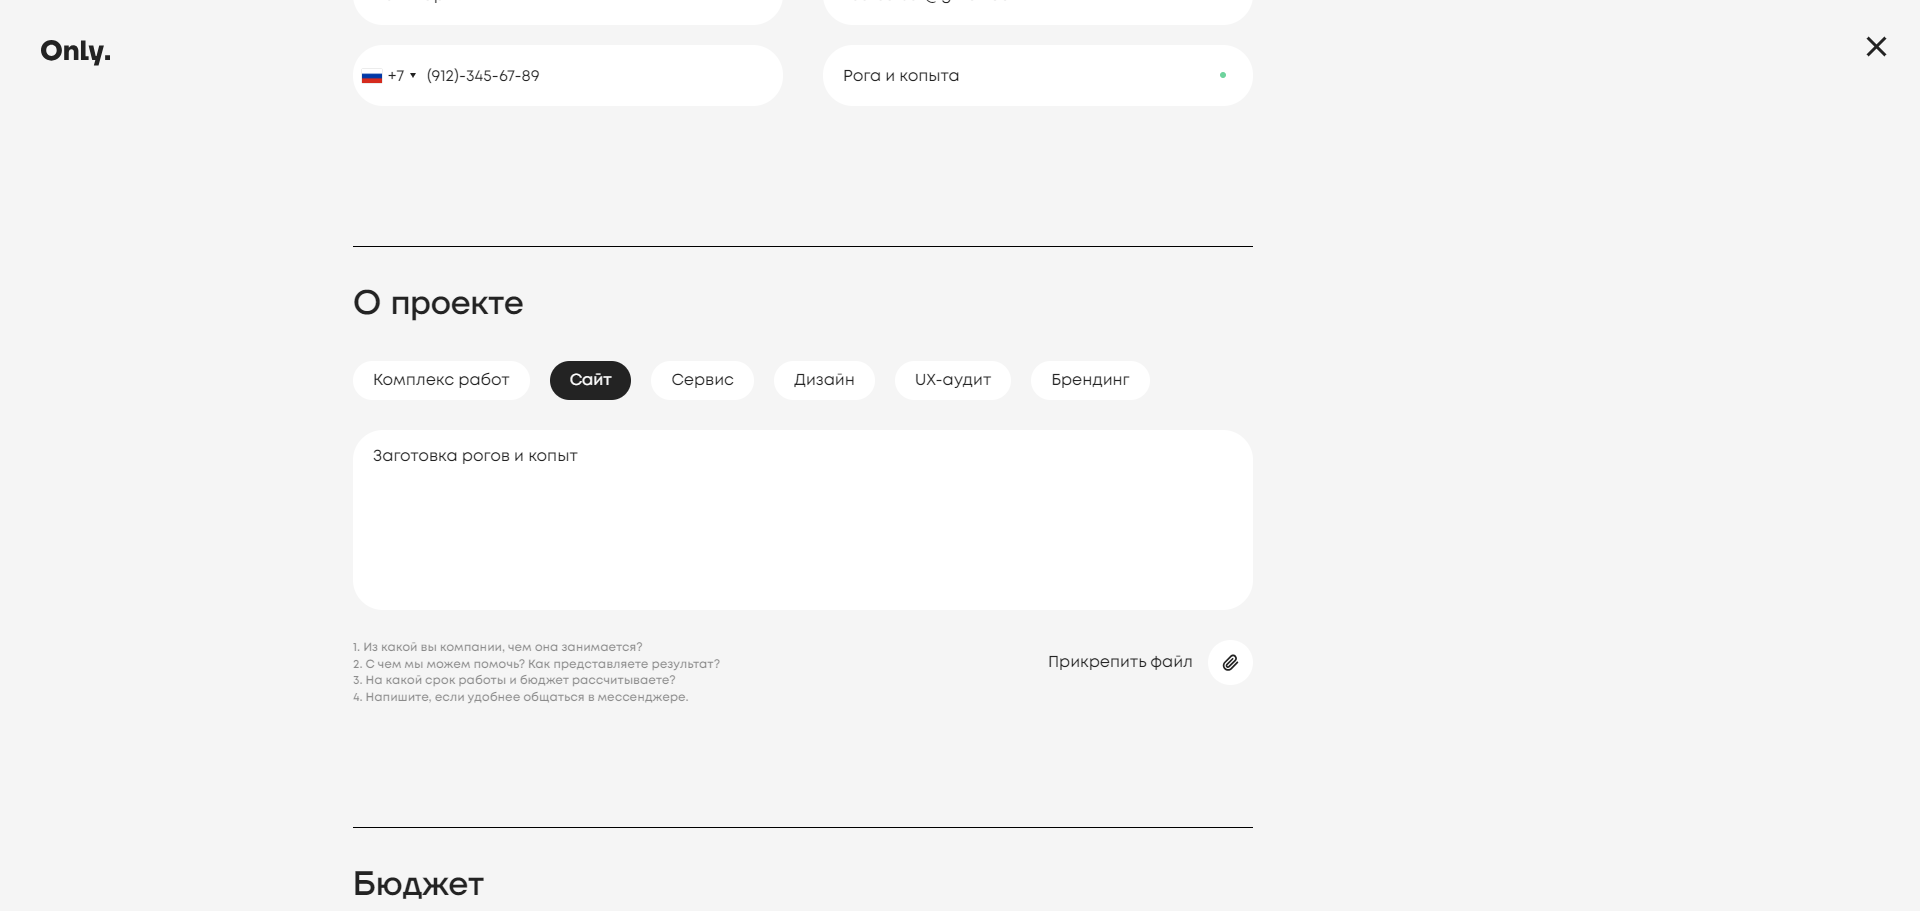 Only.
+7 (912)-345-67-89
Рога и копыта
О проекте
Комплекс работ
Сайт
Сервис
Дизайн
UX-аудит
Брендинг
Заготовка рогов и копыт
1. Из какой вы компании, чем она занимается?
2. С чем мы можем помочь? Как представляете результат?
3. На какой срок работы и бюджет рассчитываете?
4. Напишите, если удобнее общаться в мессенджере.
Прикрепить файл
Бюджет